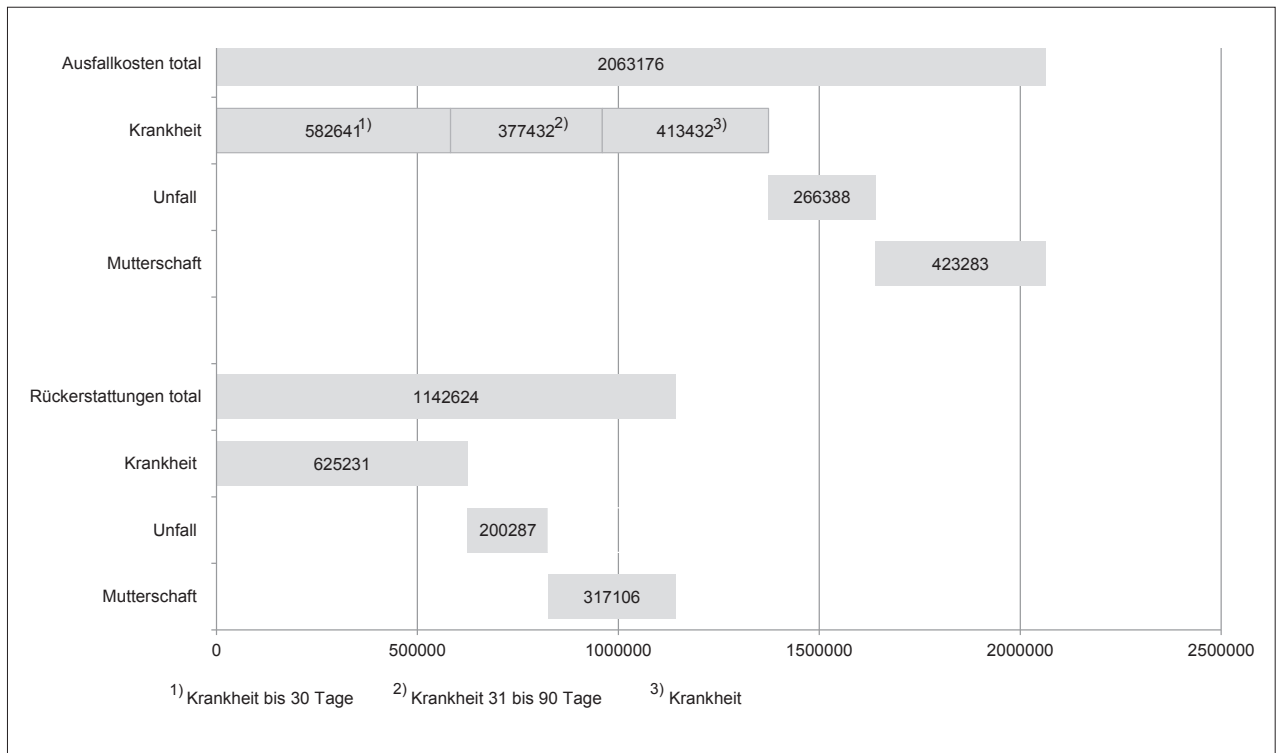 Ausfallkosten total 2063176
Krankheit 582641 1) 377432 2) 413432 3)
Unfall 266388
Mutterschaft 423283
Rückerstattungen total 1142624
Krankheit 625231
Unfall 200287
Mutterschaft 317106
0 500000 1000000 1500000 2000000 2500000
1) Krankheit bis 30 Tage 2) Krankheit 31 bis 90 Tage 3) Krankheit